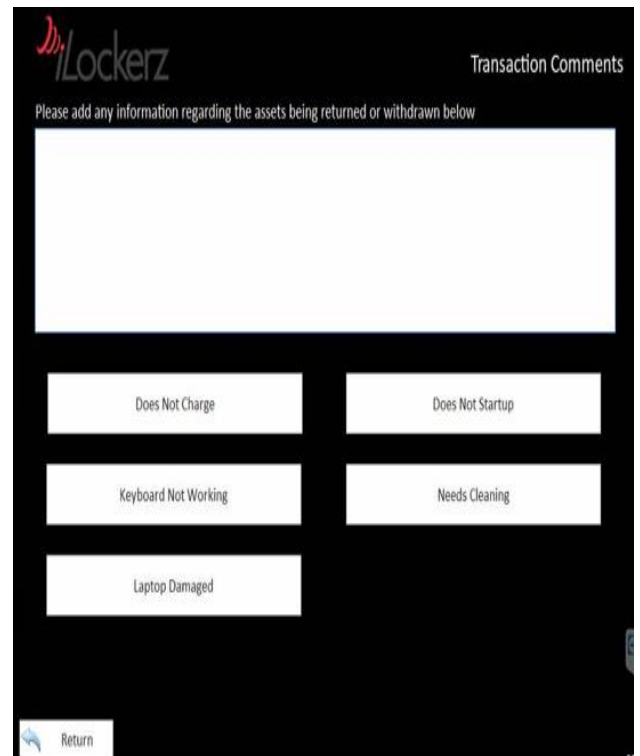 iLockerz
Transaction Comments
Please add any information regarding the assets being returned or withdrawn below
Does Not Charge
Does Not Startup
Keyboard Not Working
Needs Cleaning
Laptop Damaged
Return